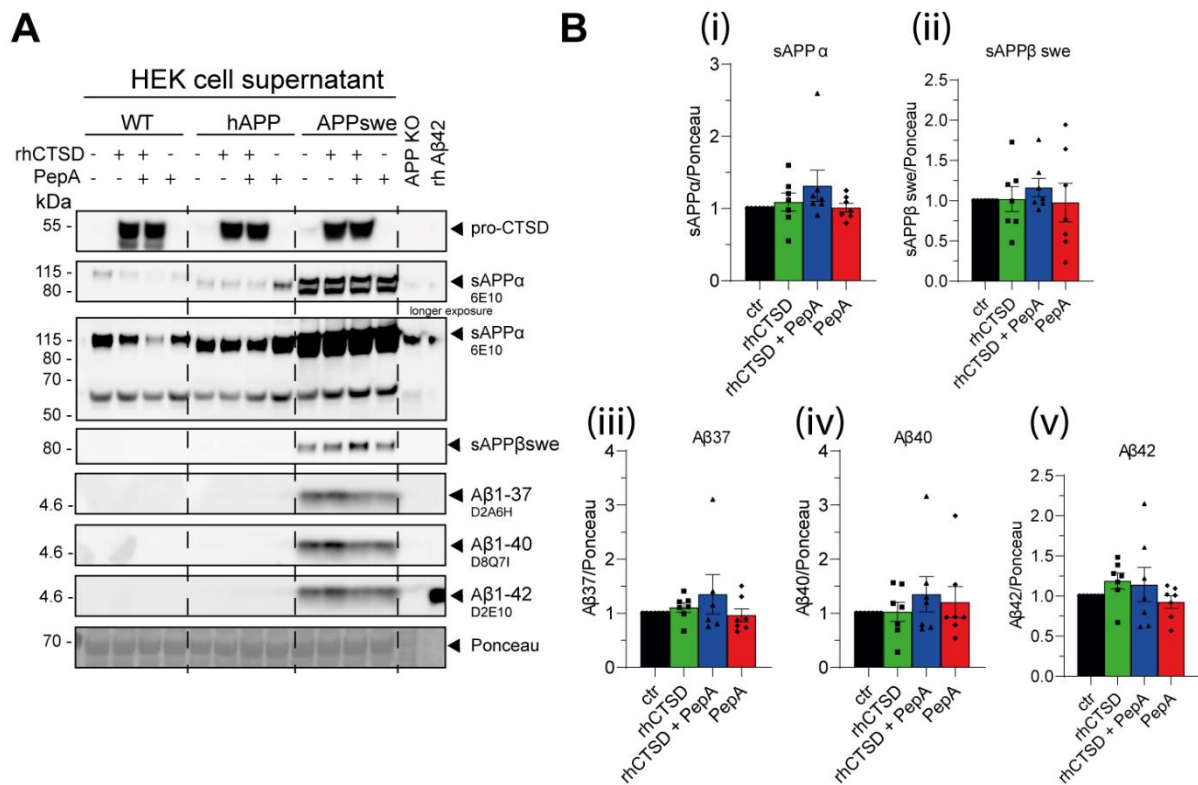 A
HEK cell supernatant
WT hAPP APPswe APP KO rh Aβ42
rhCTSD - + + - - + + - - + + -
PepA - - + + - - + + - - + +
kDa
55 - pro-CTSD
115 - sAPPα
80 - 6E10
longer exposure
115 - sAPPα
80 - 6E10
70 -
50 -
80 - sAPPβswe
4.6 - Aβ1-37
D2A6H
4.6 - Aβ1-40
D8Q7I
4.6 - Aβ1-42
D2E10
70 - Ponceau
B
(i)
sAPP α
sAPPα/Ponceau
3
2
1
0
ctr
rhCTSD
rhCTSD + PepA
PepA
(ii)
sAPPβ swe
sAPPβ swe/Ponceau
2.5
2.0
1.5
1.0
0.5
0.0
ctr
rhCTSD
rhCTSD + PepA
PepA
(iii)
Aβ37
Aβ37/Ponceau
4
3
2
1
0
ctr
rhCTSD
rhCTSD + PepA
PepA
(iv)
Aβ40
Aβ40/Ponceau
4
3
2
1
0
ctr
rhCTSD
rhCTSD + PepA
PepA
(v)
Aβ42
Aβ42/Ponceau
2.5
2.0
1.5
1.0
0.5
0.0
ctr
rhCTSD
rhCTSD + PepA
PepA